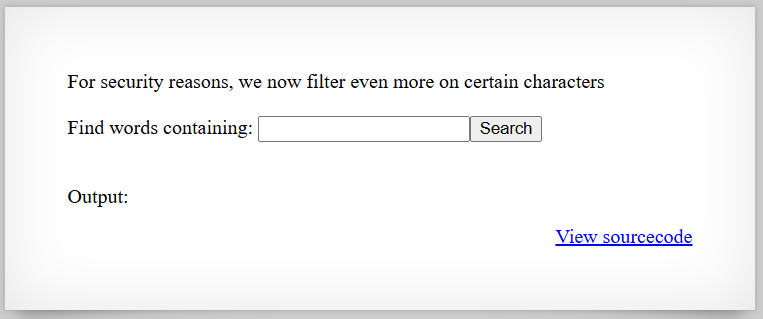 For security reasons, we now filter even more on certain characters
Find words containing: Search
Output:
View sourcecode